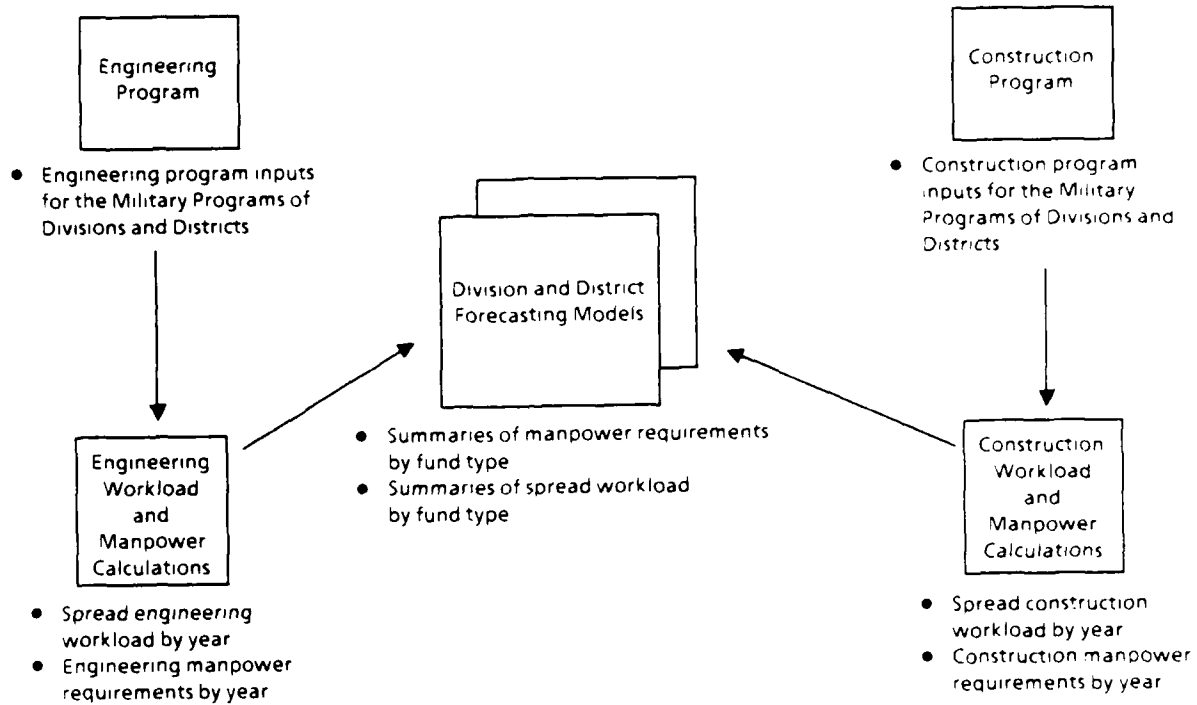 Engineering
Program
● Engineering program inputs
for the Military Programs of
Divisions and Districts
Construction
Program
● Construction program
inputs for the Military
Programs of Divisions and
Districts
Division and District
Forecasting Models
● Summaries of manpower requirements
by fund type
● Summaries of spread workload
by fund type
Engineering
Workload
and
Manpower
Calculations
● Spread engineering
workload by year
● Engineering manpower
requirements by year
Construction
Workload
and
Manpower
Calculations
● Spread construction
workload by year
● Construction manpower
requirements by year